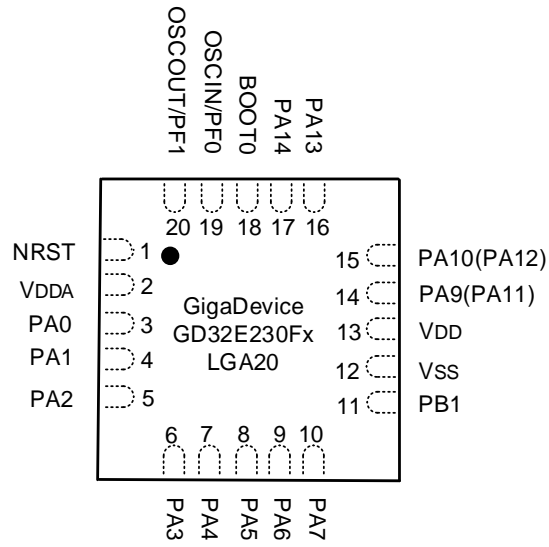 OSCOUT/PF1
OSCIN/PF0
BOOT0
PA14
PA13
20 19 18 17 16
NRST 1
VDDA 2
PA0 3
PA1 4
PA2 5
GigaDevice
GD32E230Fx
LGA20
15 PA10(PA12)
14 PA9(PA11)
13 VDD
12 VSS
11 PB1
6 7 8 9 10
PA3
PA4
PA5
PA6
PA7